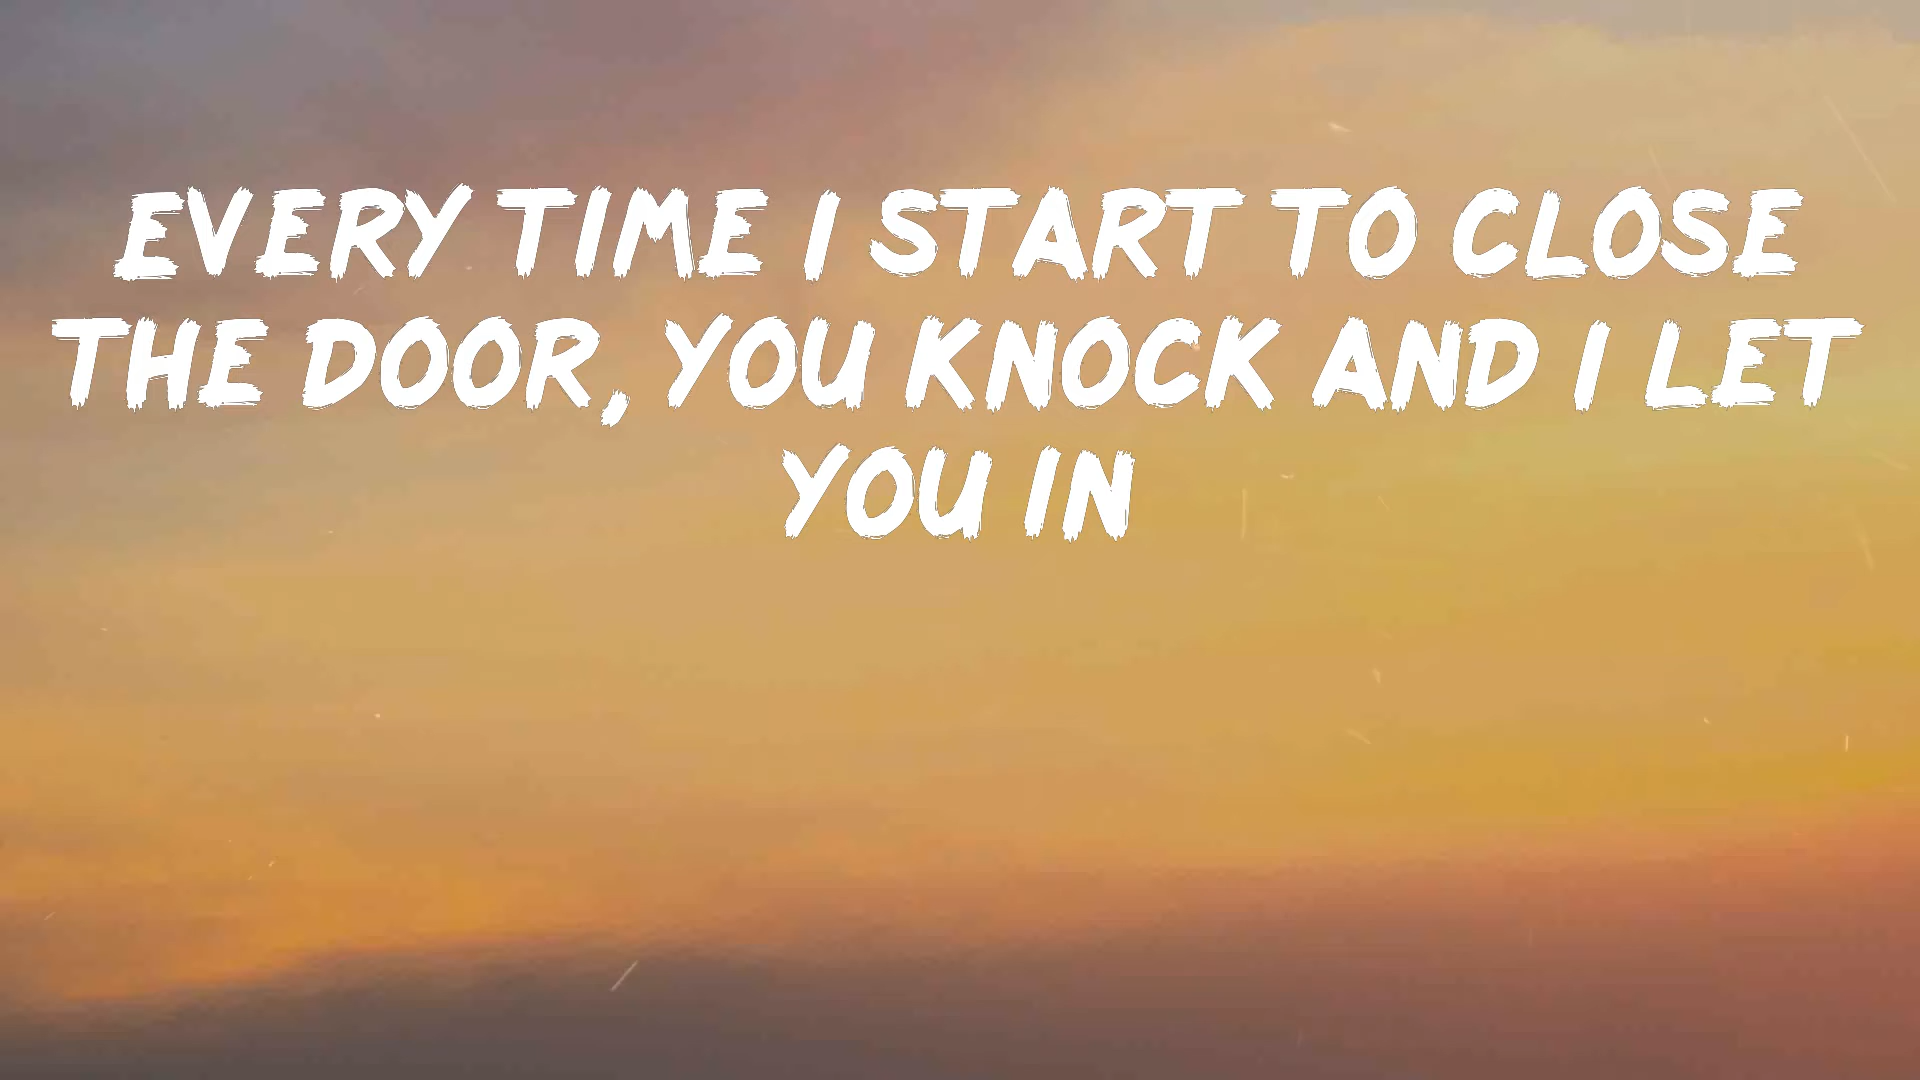 EVERY TIME I START TO CLOSE
THE DOOR, YOU KNOCK AND I LET
YOU IN